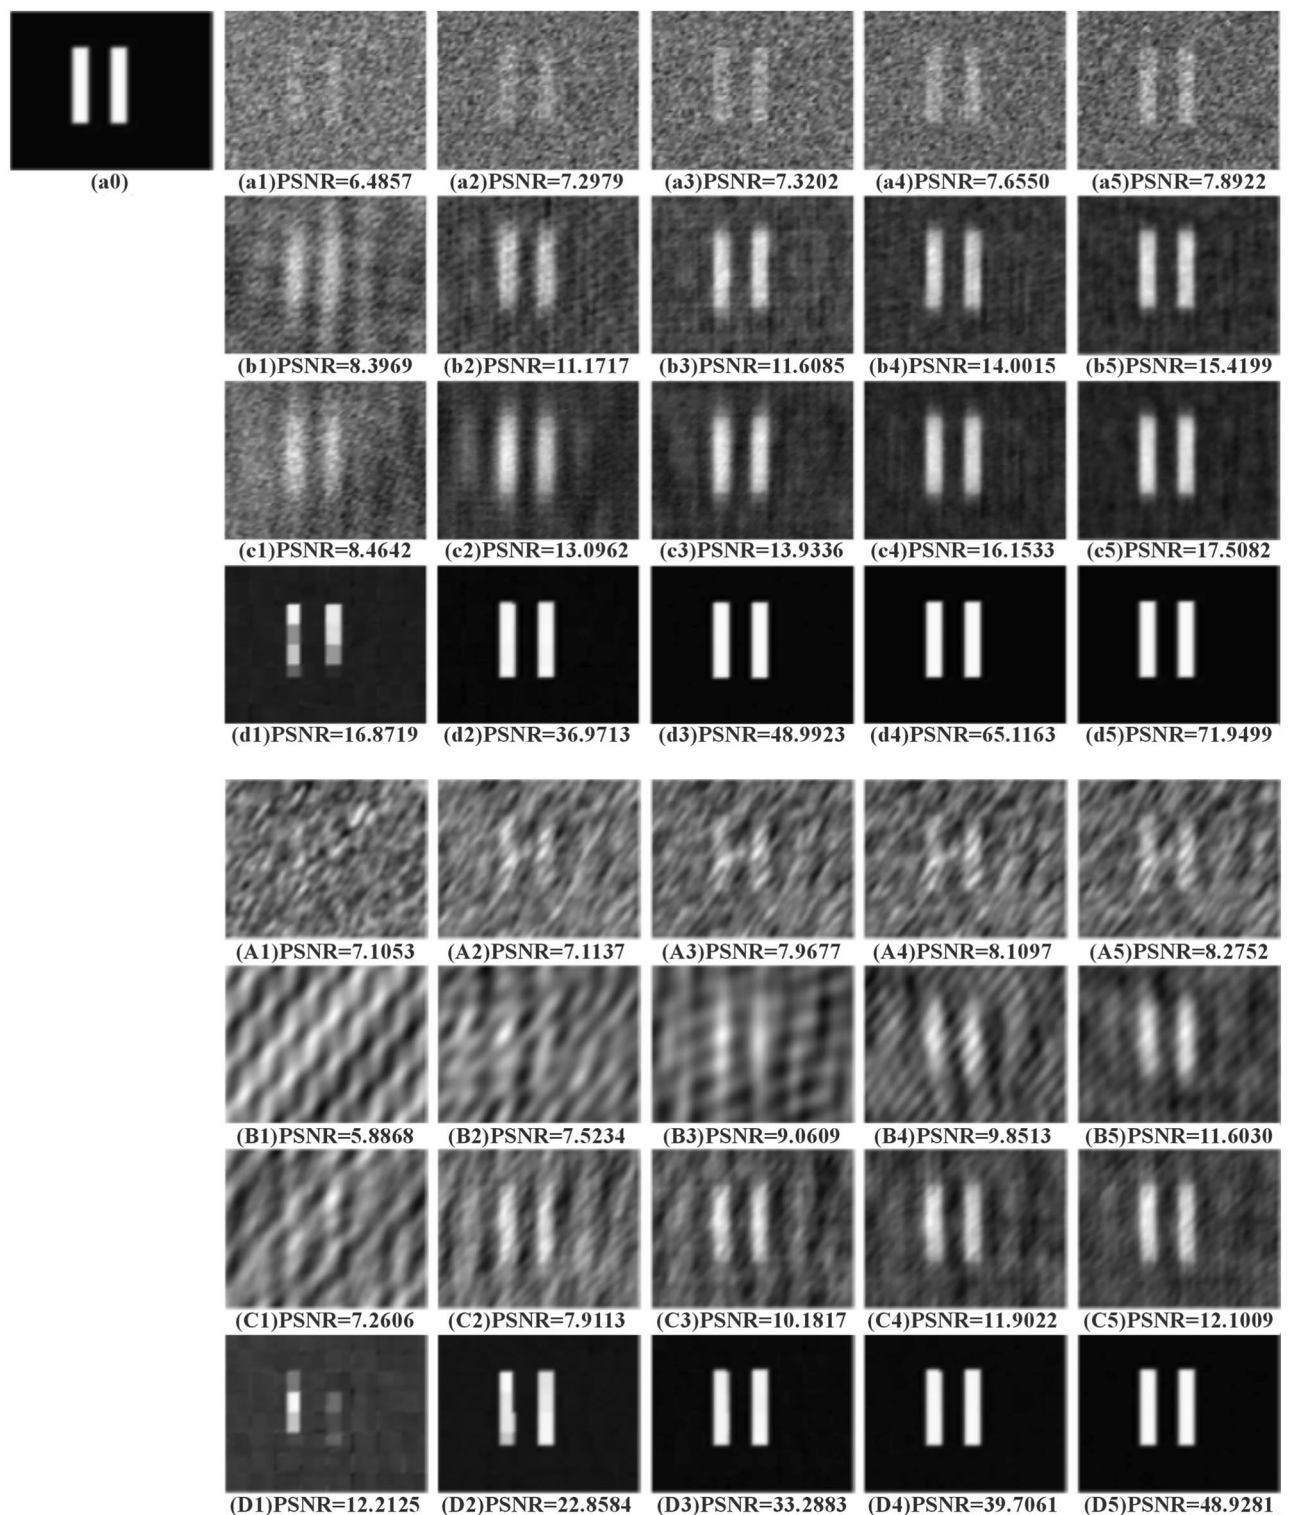 (a0)
(a1)PSNR=6.4857 (a2)PSNR=7.2979 (a3)PSNR=7.3202 (a4)PSNR=7.6550 (a5)PSNR=7.8922
(b1)PSNR=8.3969 (b2)PSNR=11.1717 (b3)PSNR=11.6085 (b4)PSNR=14.0015 (b5)PSNR=15.4199
(c1)PSNR=8.4642 (c2)PSNR=13.0962 (c3)PSNR=13.9336 (c4)PSNR=16.1533 (c5)PSNR=17.5082
(d1)PSNR=16.8719 (d2)PSNR=36.9713 (d3)PSNR=48.9923 (d4)PSNR=65.1163 (d5)PSNR=71.9499
(A1)PSNR=7.1053 (A2)PSNR=7.1137 (A3)PSNR=7.9677 (A4)PSNR=8.1097 (A5)PSNR=8.2752
(B1)PSNR=5.8868 (B2)PSNR=7.5234 (B3)PSNR=9.0609 (B4)PSNR=9.8513 (B5)PSNR=11.6030
(C1)PSNR=7.2606 (C2)PSNR=7.9113 (C3)PSNR=10.1817 (C4)PSNR=11.9022 (C5)PSNR=12.1009
(D1)PSNR=12.2125 (D2)PSNR=22.8584 (D3)PSNR=33.2883 (D4)PSNR=39.7061 (D5)PSNR=48.9281